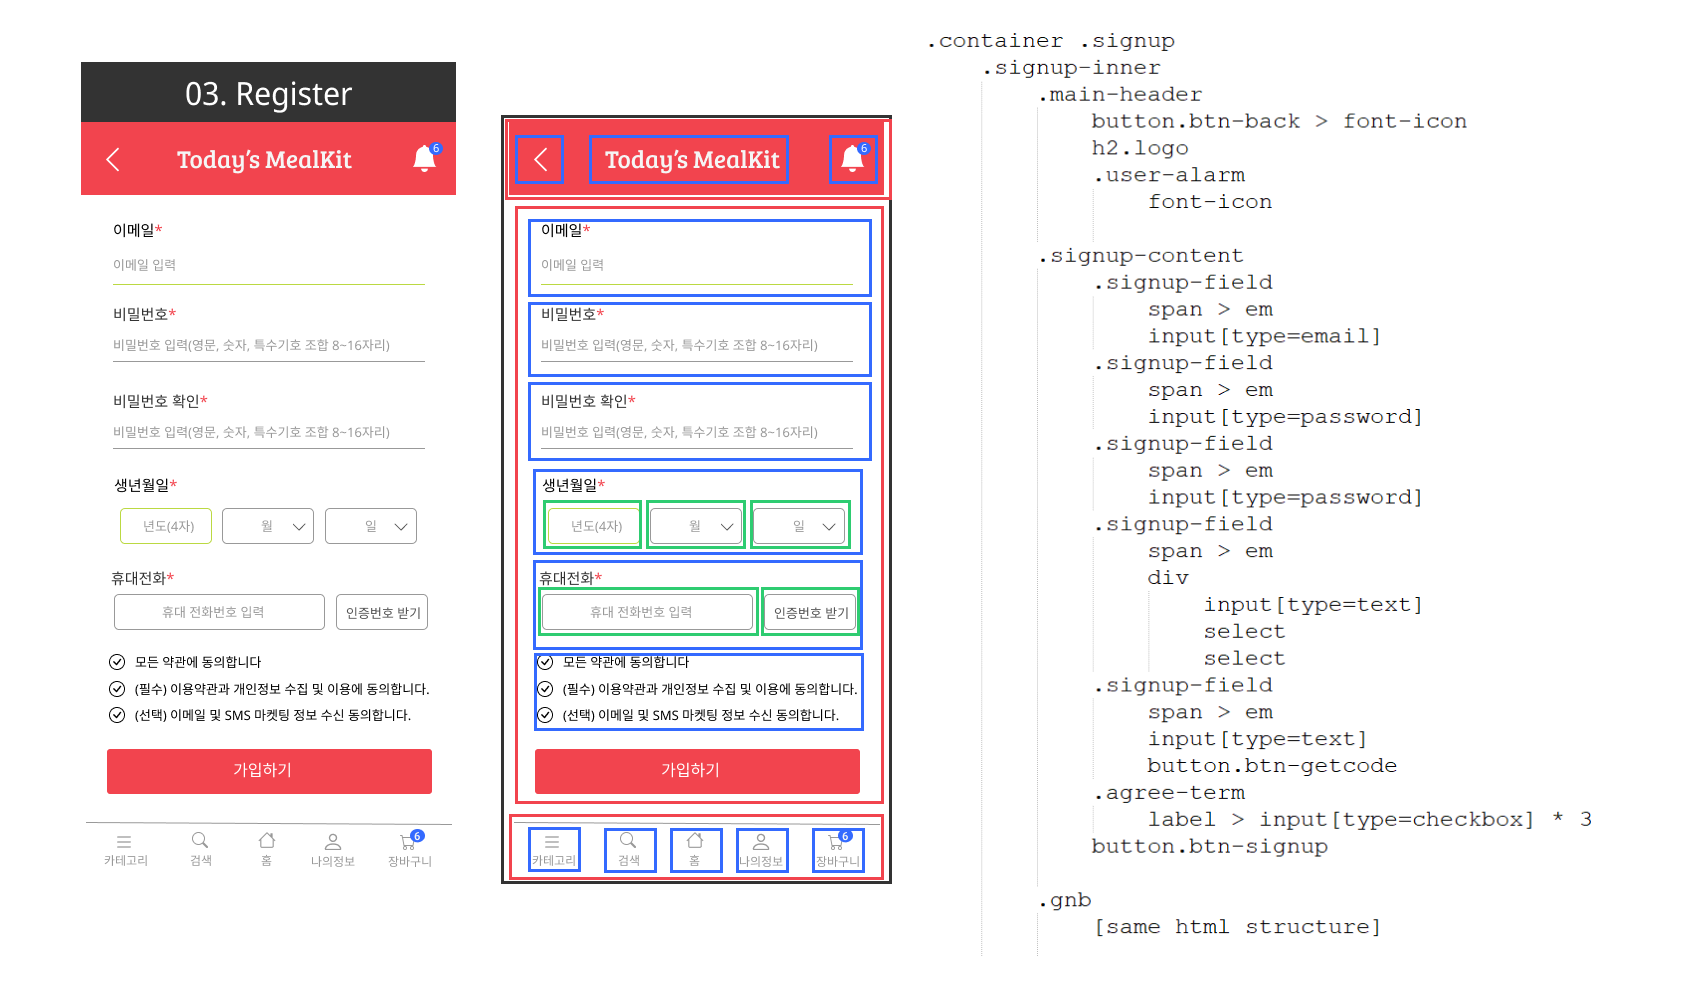 03. Register
Today's MealKit
6
이메일*
이메일 입력
비밀번호*
비밀번호 입력(영문, 숫자, 특수기호 조합 8~16자리)
비밀번호 확인*
비밀번호 입력(영문, 숫자, 특수기호 조합 8~16자리)
생년월일*
년도(4자) 월 일
휴대전화*
휴대 전화번호 입력 인증번호 받기
모든 약관에 동의합니다
(필수) 이용약관과 개인정보 수집 및 이용에 동의합니다.
(선택) 이메일 및 SMS 마켓팅 정보 수신 동의합니다.
가입하기
6
카테고리 검색 홈 나의정보 장바구니
Today's MealKit
6
이메일*
이메일 입력
비밀번호*
비밀번호 입력(영문, 숫자, 특수기호 조합 8~16자리)
비밀번호 확인*
비밀번호 입력(영문, 숫자, 특수기호 조합 8~16자리)
생년월일*
년도(4자) 월 일
휴대전화*
휴대 전화번호 입력 인증번호 받기
모든 약관에 동의합니다
(필수) 이용약관과 개인정보 수집 및 이용에 동의합니다.
(선택) 이메일 및 SMS 마켓팅 정보 수신 동의합니다.
가입하기
6
카테고리 검색 홈 나의정보 장바구니
.container .signup
.signup-inner
.main-header
button.btn-back > font-icon
h2.logo
.user-alarm
font-icon
.signup-content
.signup-field
span > em
input[type=email]
.signup-field
span > em
input[type=password]
.signup-field
span > em
input[type=password]
.signup-field
span > em
div
input[type=text]
select
select
.signup-field
span > em
input[type=text]
button.btn-getcode
.agree-term
label > input[type=checkbox] * 3
button.btn-signup
.gnb
[same html structure]